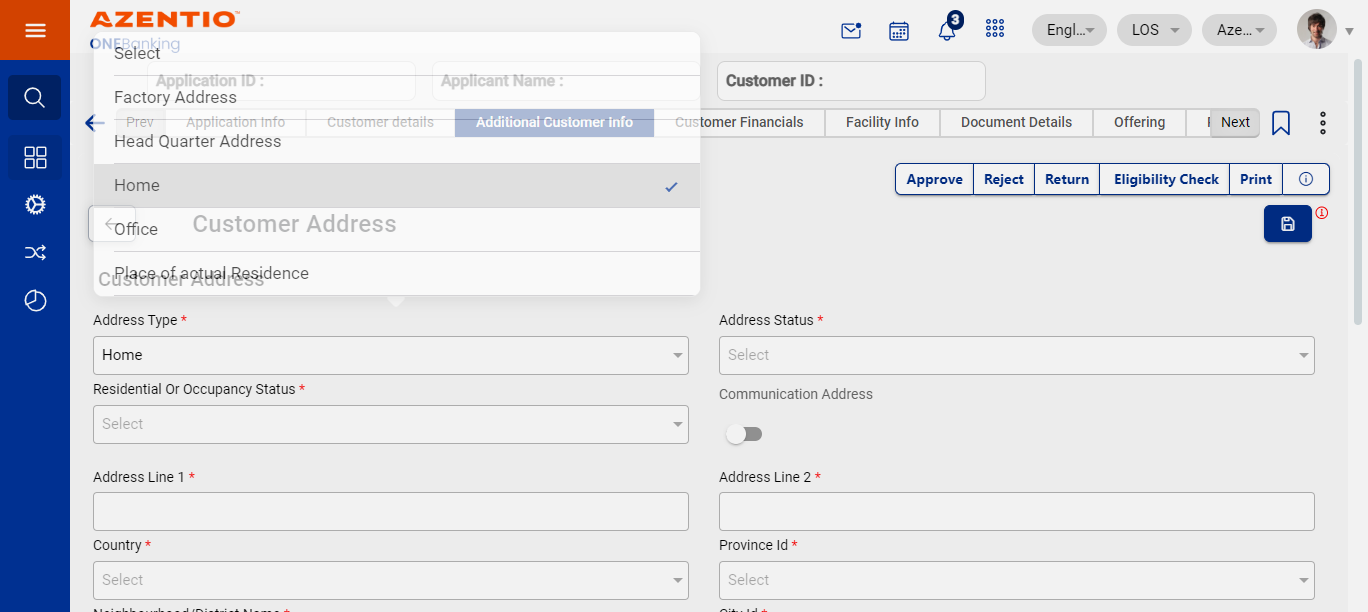 AZENTIO™
ONEBanking
3
Engl...
LOS
Aze...
Select
Factory Address
Head Quarter Address
Home
Office
Place of actual Residence
Application ID :
Applicant Name :
Customer ID :
Prev
Application Info
Customer details
Additional Customer Info
Customer Financials
Facility Info
Document Details
Offering
Next
Approve
Reject
Return
Eligibility Check
Print
Customer Address
Customer Address
Address Type *
Home
Address Status *
Select
Residential Or Occupancy Status *
Select
Communication Address
Address Line 1 *
Address Line 2 *
Country *
Select
Province Id *
Select
Neighbourhood/District Name *
City Id *